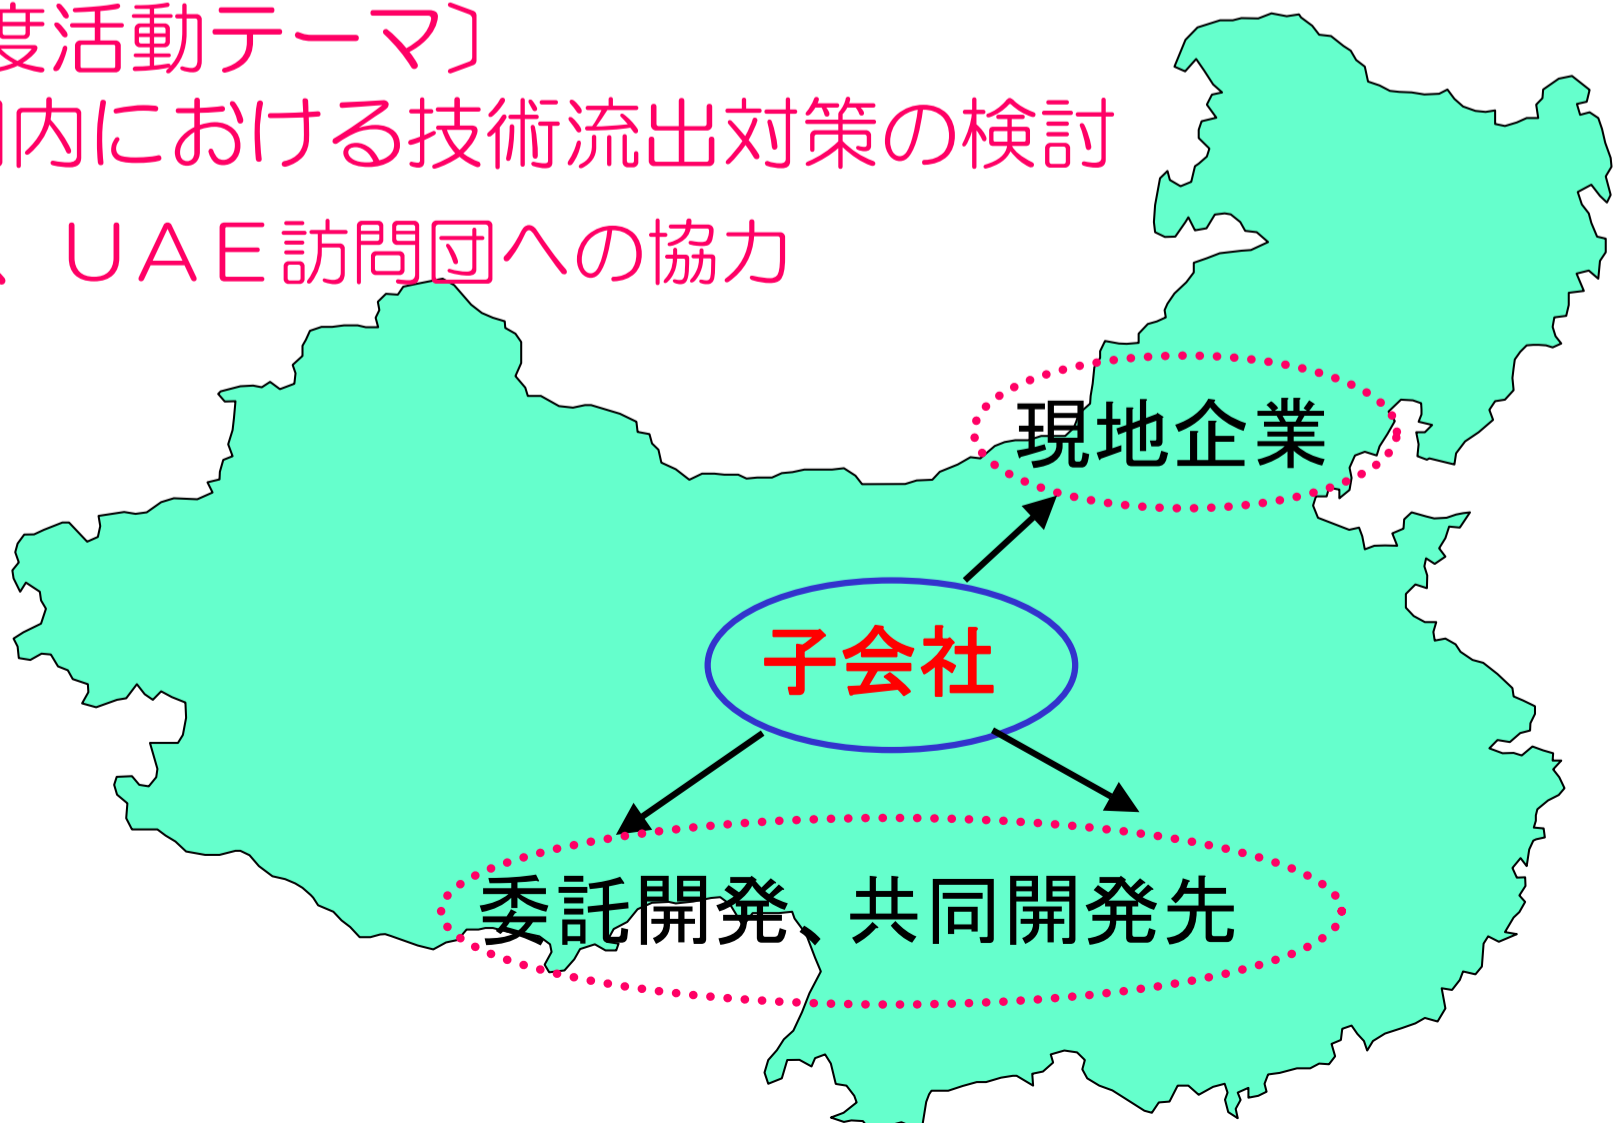 度活動テーマ〕
内における技術流出対策の検討
、ＵＡＥ訪問団への協力
現地企業
子会社
委託開発、共同開発先